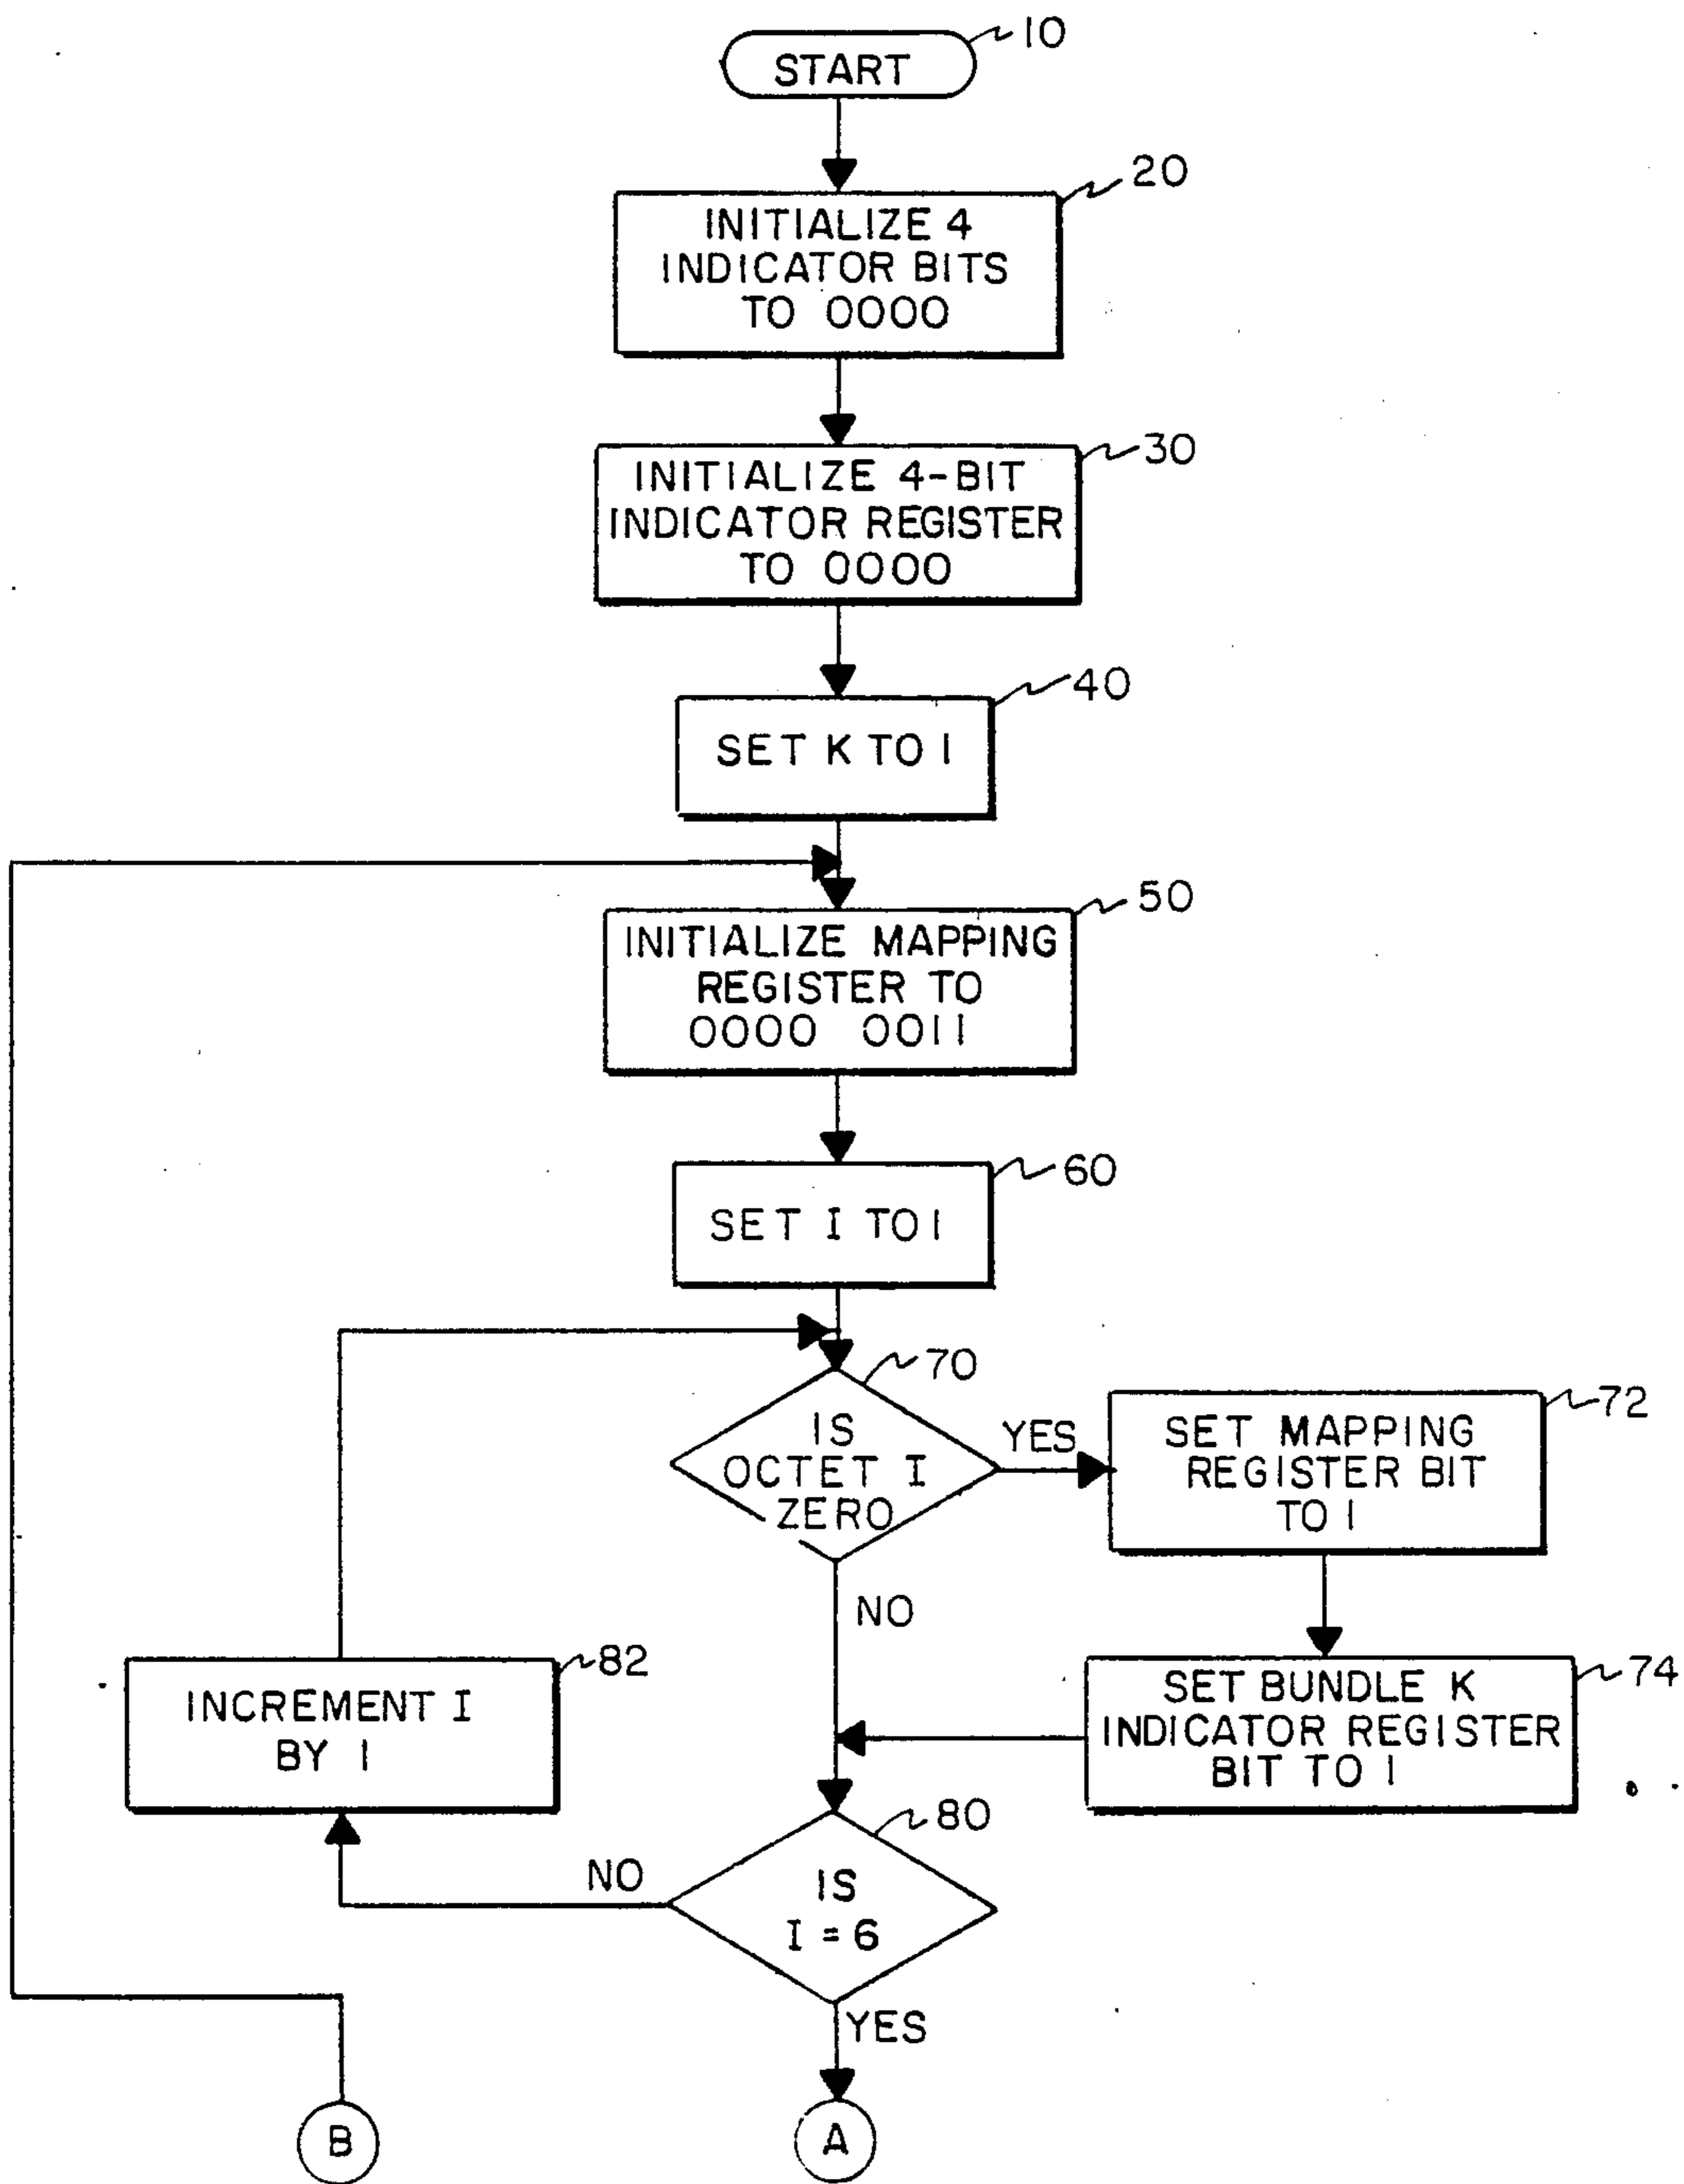 10
START
20
INITIALIZE 4
INDICATOR BITS
TO 0000
30
INITIALIZE 4-BIT
INDICATOR REGISTER
TO 0000
40
SET K TO 1
50
INITIALIZE MAPPING
REGISTER TO
0000 0011
60
SET I TO 1
70
IS
OCTET I
ZERO
YES
72
SET MAPPING
REGISTER BIT
TO 1
NO
82
INCREMENT I
BY 1
74
SET BUNDLE K
INDICATOR REGISTER
BIT TO 1
80
NO
IS
I = 6
YES
B
A